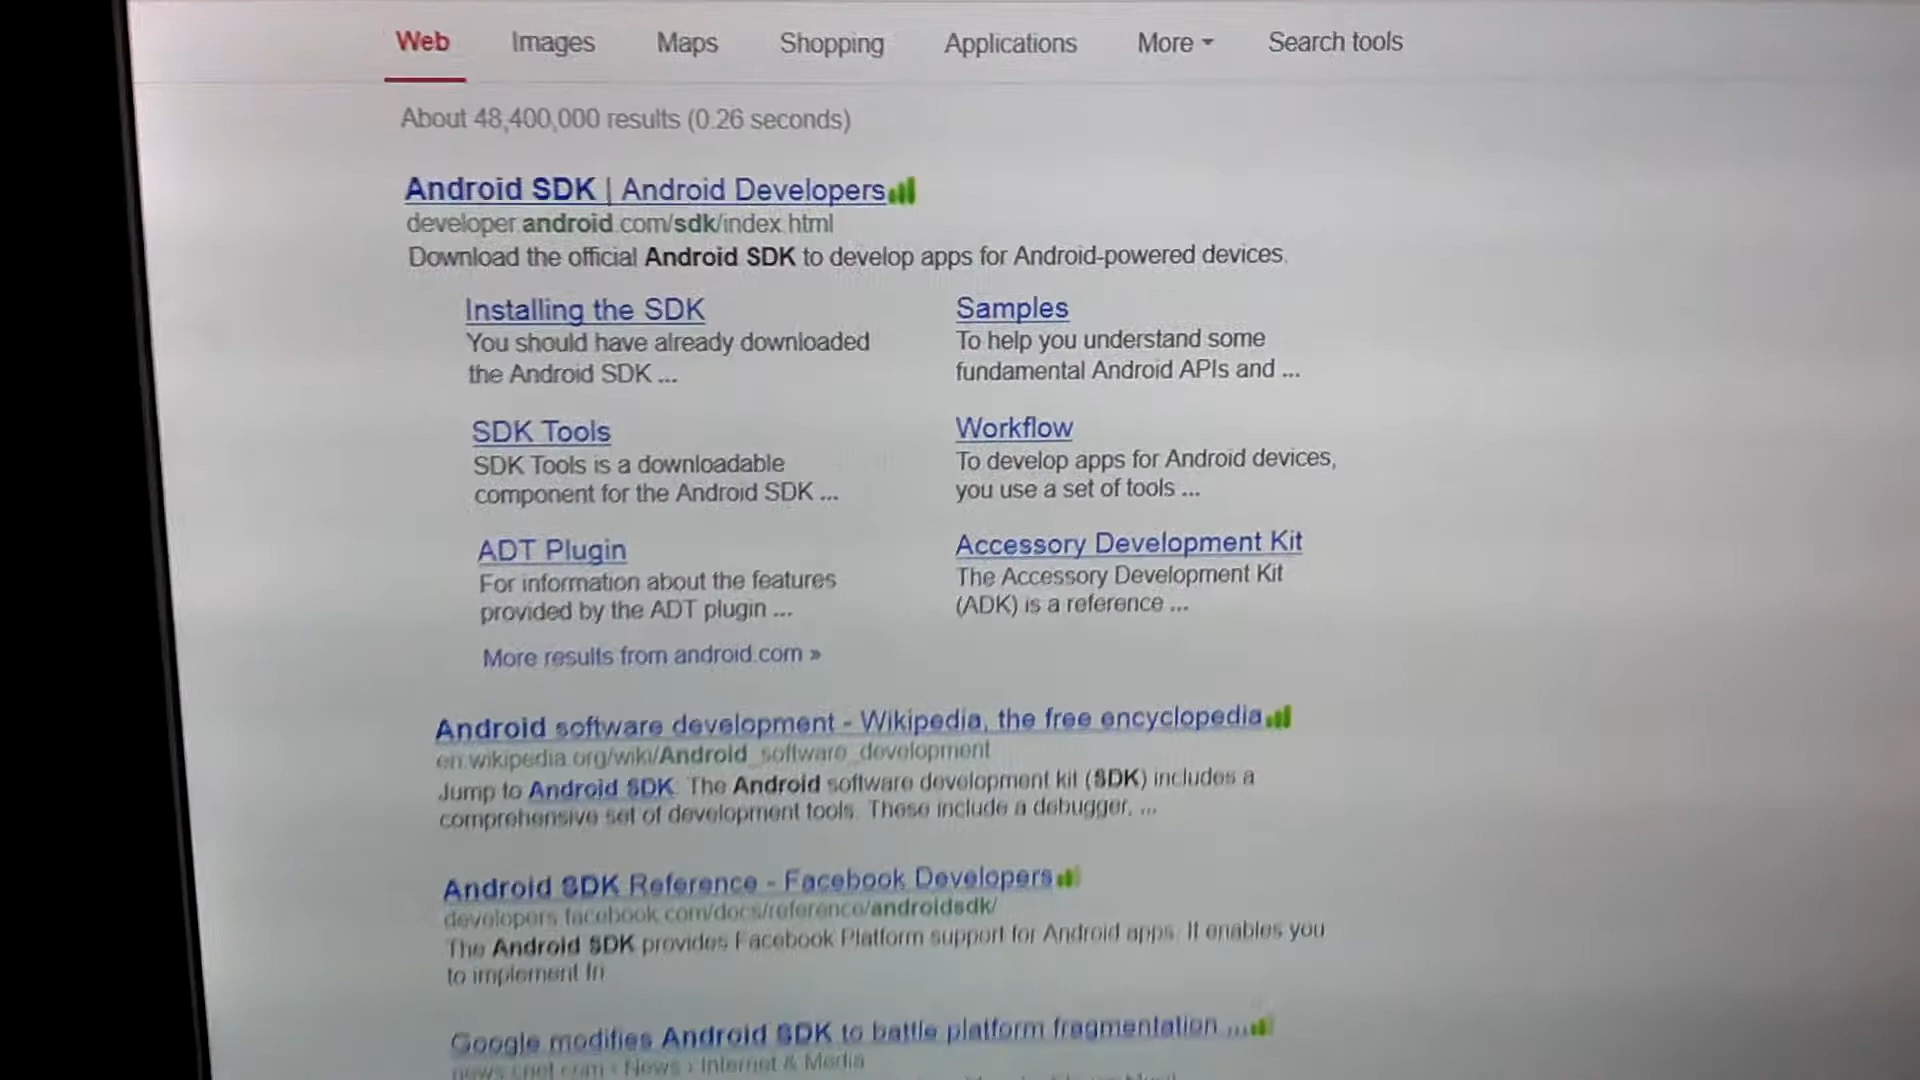 Web Images Maps Shopping Applications More Search tools
About 48,400,000 results (0.26 seconds)
Android SDK | Android Developers
developer.android.com/sdk/index.html
Download the official Android SDK to develop apps for Android-powered devices.
Installing the SDK
You should have already downloaded
the Android SDK ...
Samples
To help you understand some
fundamental Android APIs and ...
SDK Tools
SDK Tools is a downloadable
component for the Android SDK ...
Workflow
To develop apps for Android devices,
you use a set of tools ...
ADT Plugin
For information about the features
provided by the ADT plugin ...
Accessory Development Kit
The Accessory Development Kit
(ADK) is a reference ...
More results from android.com »
Android software development - Wikipedia, the free encyclopedia
en.wikipedia.org/wiki/Android_software_development
Jump to Android SDK: The Android software development kit (SDK) includes a
comprehensive set of development tools. These include a debugger, ...
Android SDK Reference - Facebook Developers
developers.facebook.com/docs/reference/androidsdk/
The Android SDK provides Facebook Platform support for Android apps. It enables you
to implement
Google modifies Android SDK to battle platform fragmentation ...
news.cnet.com › News › Internet & Media